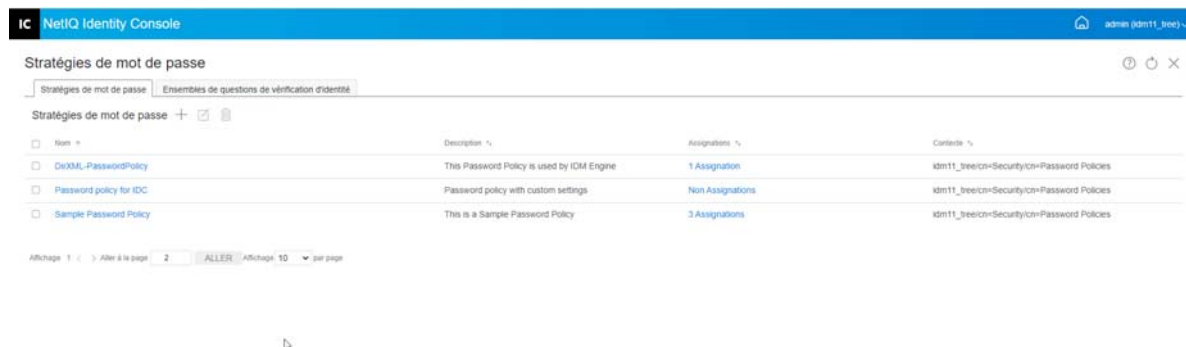 IC NetIQ Identity Console admin (idm11_tree)
Stratégies de mot de passe
Stratégies de mot de passe Ensembles de questions de vérification d'identité
Stratégies de mot de passe
Nom Description Assignations Contexte
DirXML-PasswordPolicy This Password Policy is used by IDM Engine 1 Assignation idm11_tree/cn=Security/cn=Password Policies
Password policy for IDC Password policy with custom settings Non Assignations idm11_tree/cn=Security/cn=Password Policies
Sample Password Policy This is a Sample Password Policy 3 Assignations idm11_tree/cn=Security/cn=Password Policies
Affichage 1 < > Aller à la page 2 ALLER Affichage 10 par page